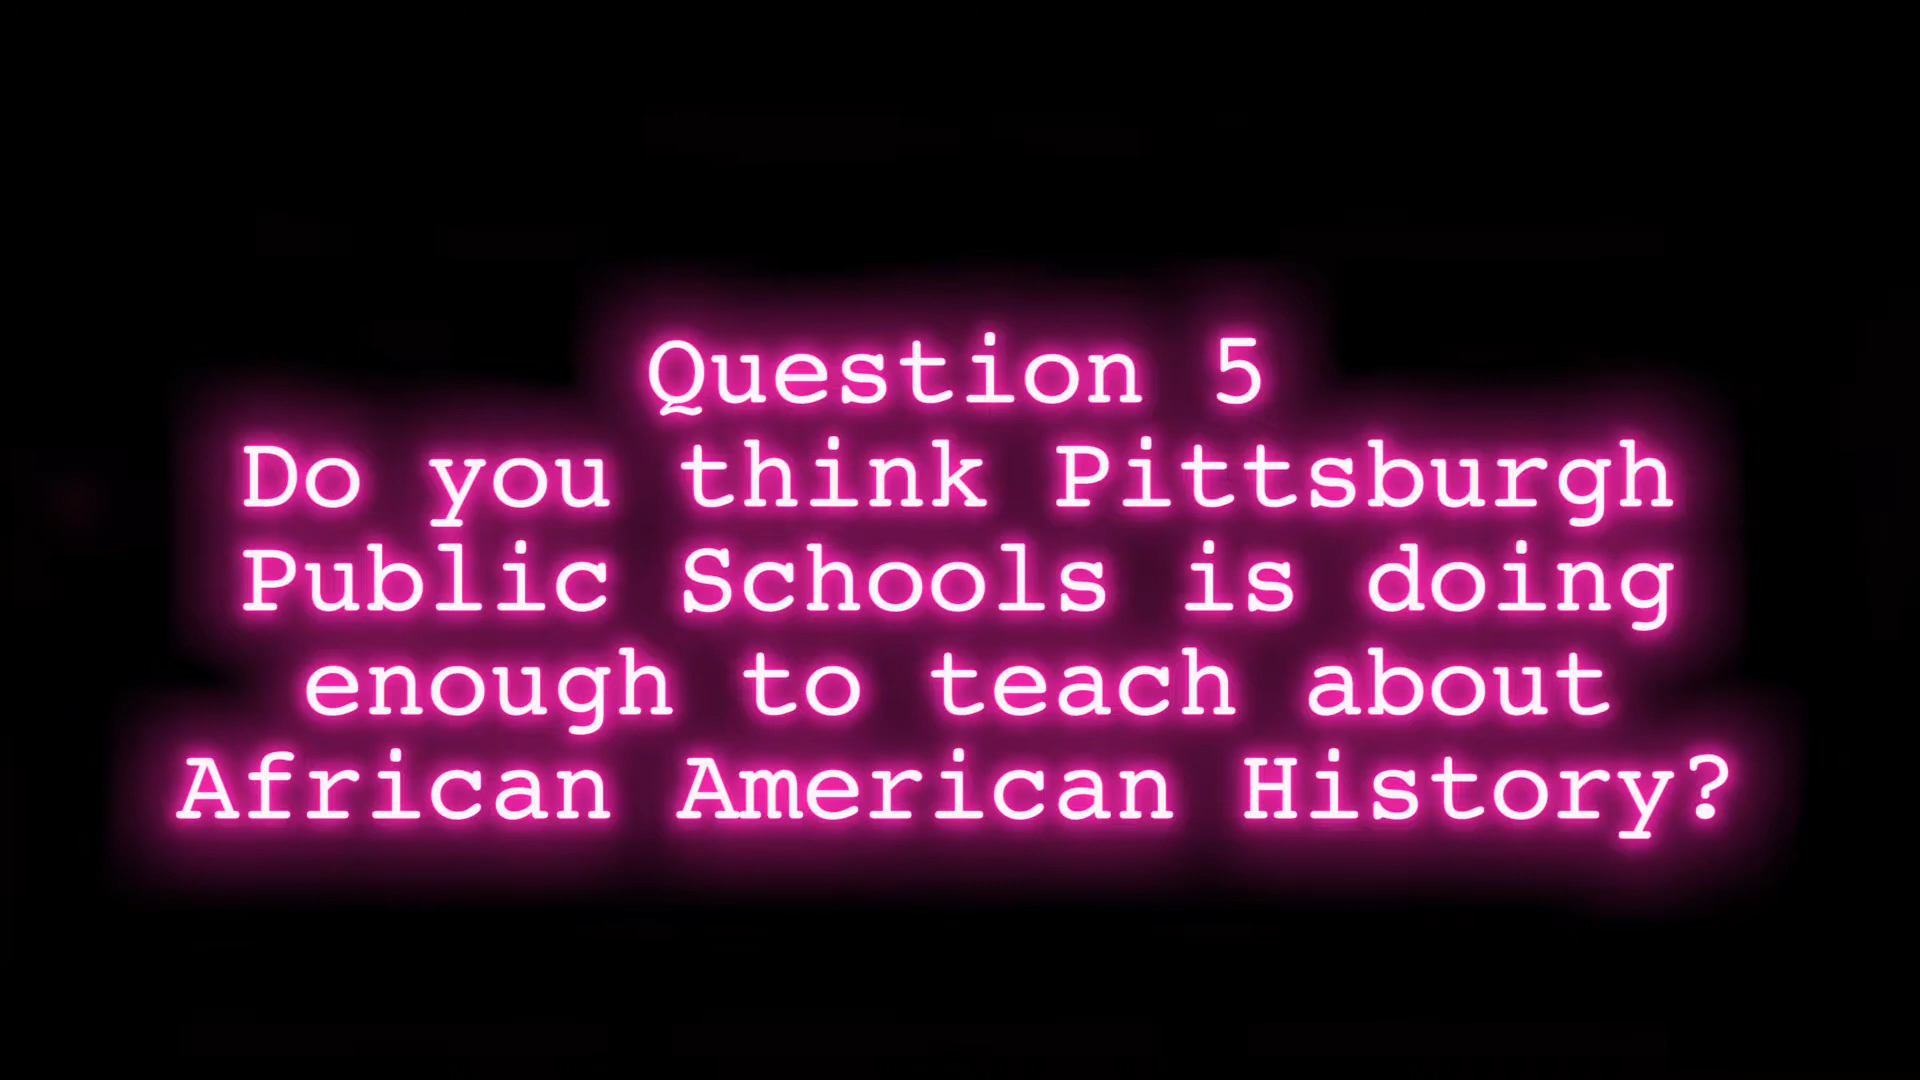 Question 5
Do you think Pittsburgh
Public Schools is doing
enough to teach about
African American History?